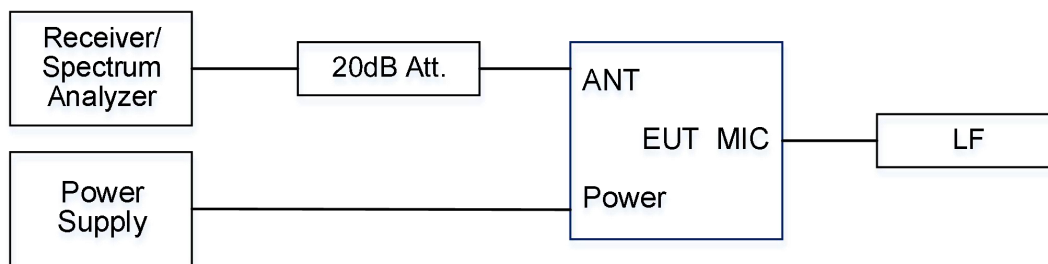 Receiver/
Spectrum
Analyzer
20dB Att.
ANT
EUT MIC
LF
Power
Power
Supply